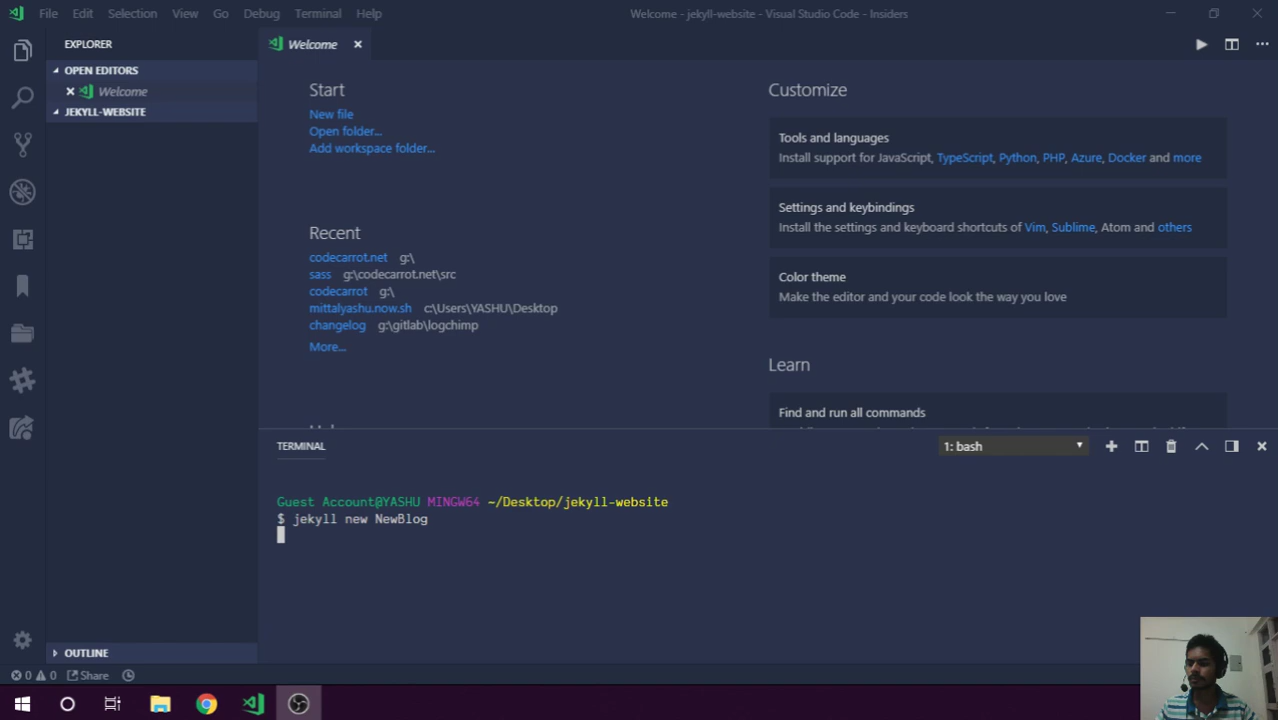 File Edit Selection View Go Debug Terminal Help
Welcome - jekyll-website - Visual Studio Code - Insiders
EXPLORER
OPEN EDITORS
Welcome
JEKYLL-WEBSITE
OUTLINE
Welcome
Start
New file
Open folder...
Add workspace folder...
Recent
codecarrot.net g:\
sass g:\codecarrot.net\src
codecarrot g:\
mittalyashu.now.sh c:\Users\YASHU\Desktop
changelog g:\gitlab\logchimp
More...
Customize
Tools and languages
Install support for JavaScript, TypeScript, Python, PHP, Azure, Docker and more
Settings and keybindings
Install the settings and keyboard shortcuts of Vim, Sublime, Atom and others
Color theme
Make the editor and your code look the way you love
Learn
Find and run all commands
TERMINAL
1: bash
Guest Account@YASHU MINGW64 ~/Desktop/jekyll-website
$ jekyll new NewBlog
0 0 Share